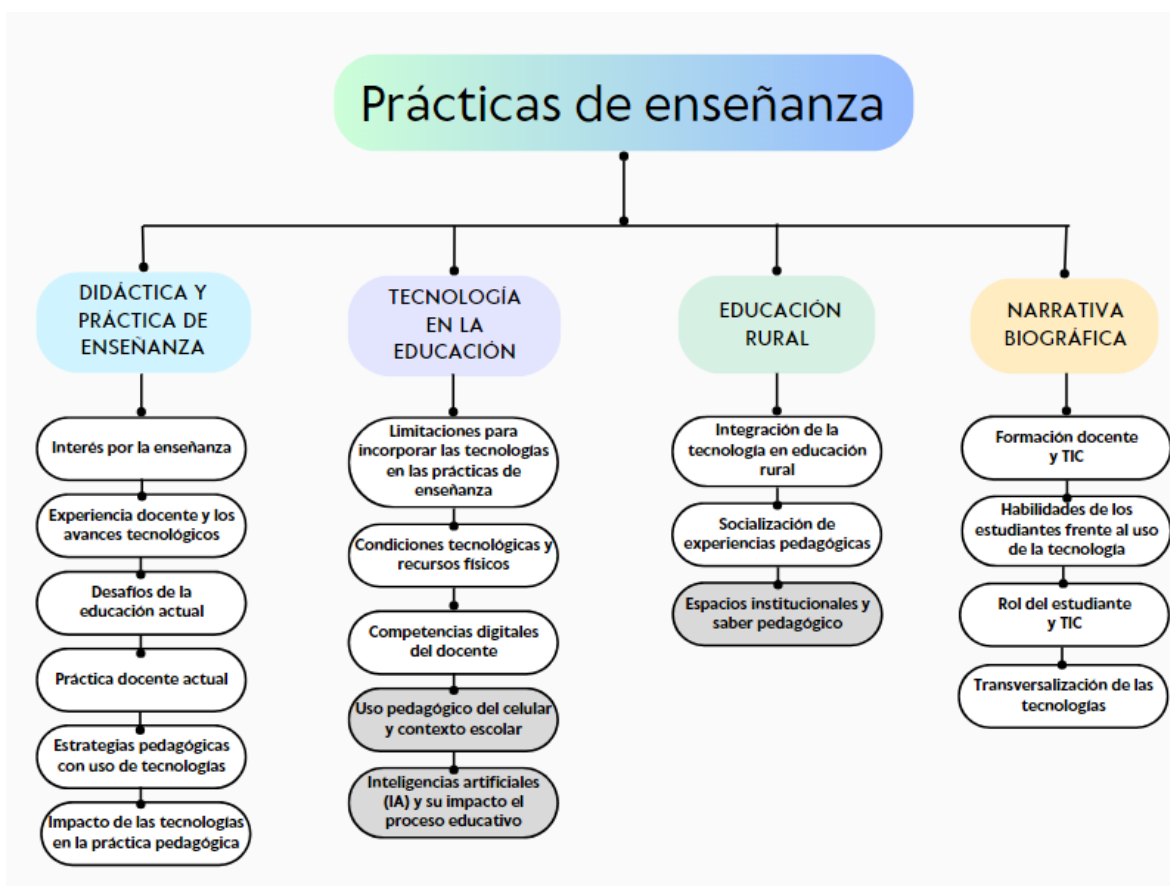 Prácticas de enseñanza
DIDÁCTICA Y
PRÁCTICA DE
ENSEÑANZA
Interés por la enseñanza
Experiencia docente y los
avances tecnológicos
Desafíos de la
educación actual
Práctica docente actual
Estrategias pedagógicas
con uso de tecnologías
Impacto de las tecnologías
en la práctica pedagógica
TECNOLOGÍA
EN LA
EDUCACIÓN
Limitaciones para
incorporar las tecnologías
en las prácticas de
enseñanza
Condiciones tecnológicas y
recursos físicos
Competencias digitales
del docente
Uso pedagógico del celular
y contexto escolar
Inteligencias artificiales
(IA) y su impacto el
proceso educativo
EDUCACIÓN
RURAL
Integración de la
tecnología en educación
rural
Socialización de
experiencias pedagógicas
Espacios institucionales y
saber pedagógico
NARRATIVA
BIOGRÁFICA
Formación docente
y TIC
Habilidades de los
estudiantes frente al uso
de la tecnología
Rol del estudiante
y TIC
Transversalización de las
tecnologías